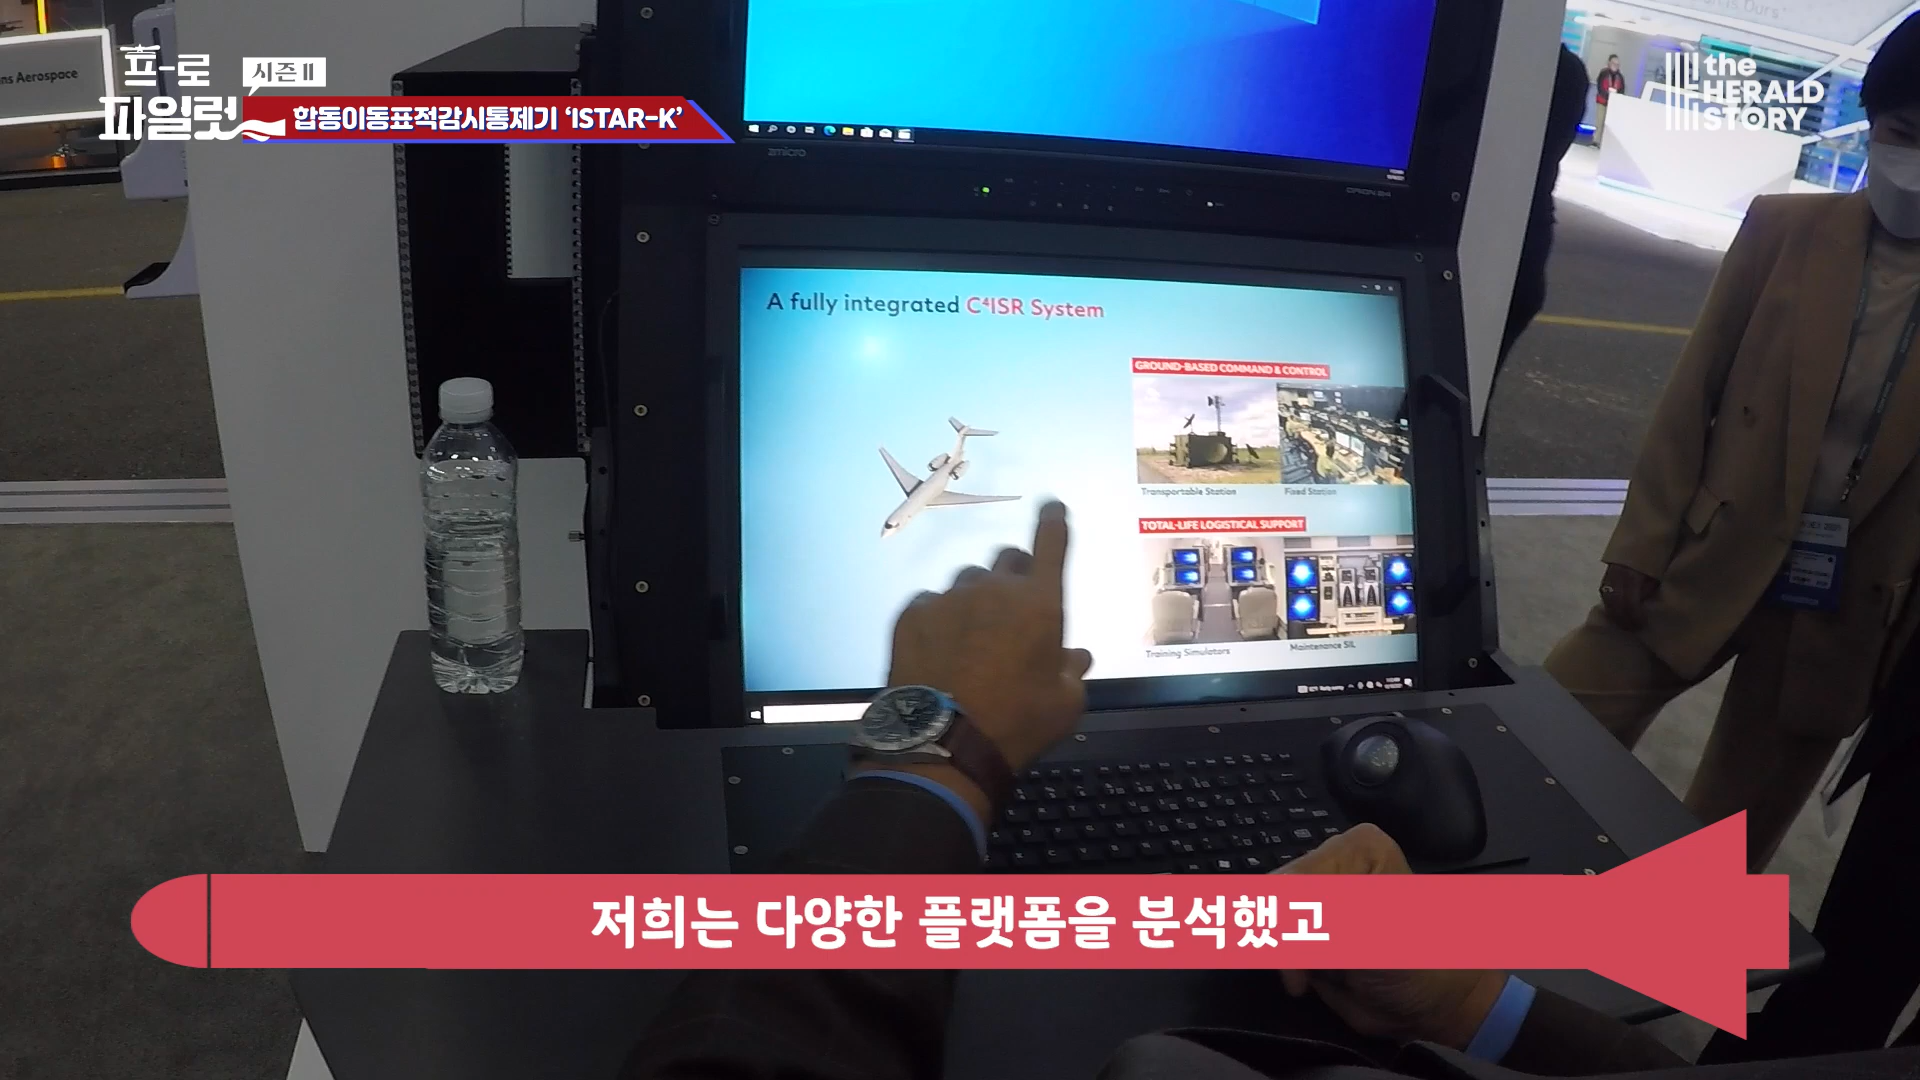 ns Aerospace
프-로
파일럿
시즌 II
합동이동표적감시통제기 ‘ISTAR-K’
the
HERALD
STORY
zmicro
A fully integrated C⁴ISR System
GROUND-BASED COMMAND & CONTROL
Transportable Station
Fixed Station
TOTAL-LIFE LOGISTICAL SUPPORT
Training Simulators
Maintenance SIL
저희는 다양한 플랫폼을 분석했고